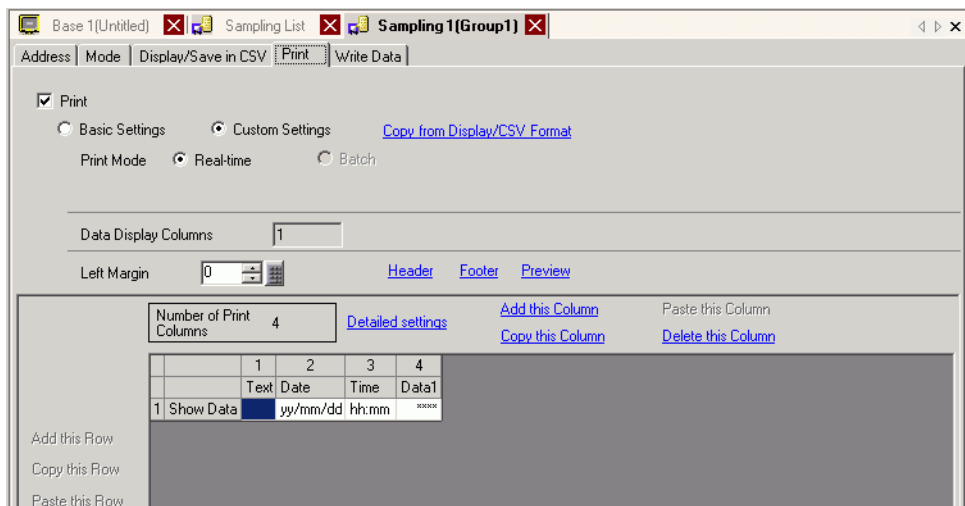 Base 1(Untitled) Sampling List Sampling 1(Group1)
Address Mode Display/Save in CSV Print Write Data
Print
Basic Settings Custom Settings Copy from Display/CSV Format
Print Mode Real-time Batch
Data Display Columns 1
Left Margin 0 Header Footer Preview
Number of Print Columns 4 Detailed settings Add this Column Paste this Column
Copy this Column Delete this Column
1 2 3 4
Text Date Time Data1
1 Show Data yy/mm/dd hh:mm ****
Add this Row
Copy this Row
Paste this Row